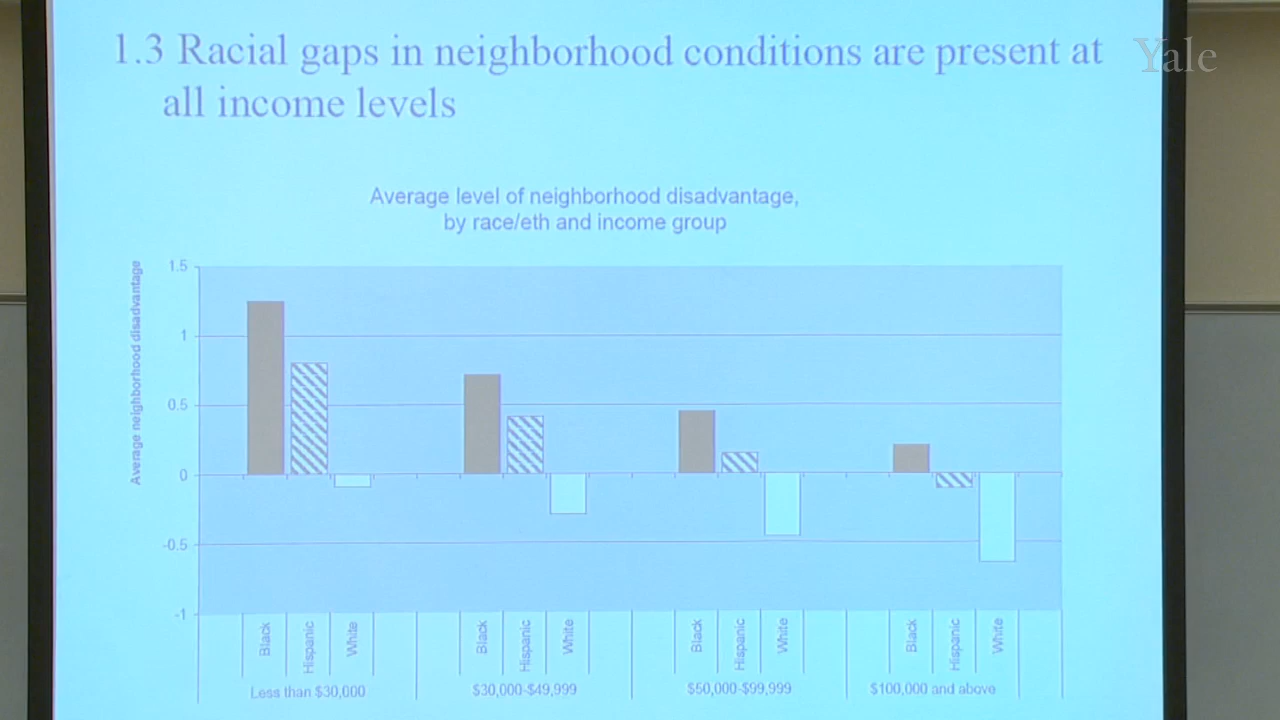 1.3 Racial gaps in neighborhood conditions are present at
all income levels
Yale
Average level of neighborhood disadvantage,
by race/eth and income group
Average neighborhood disadvantage
1.5
1
0.5
0
-0.5
-1
Black
Hispanic
White
Black
Hispanic
White
Black
Hispanic
White
Black
Hispanic
White
Less than $30,000
$30,000-$49,999
$50,000-$99,999
$100,000 and above